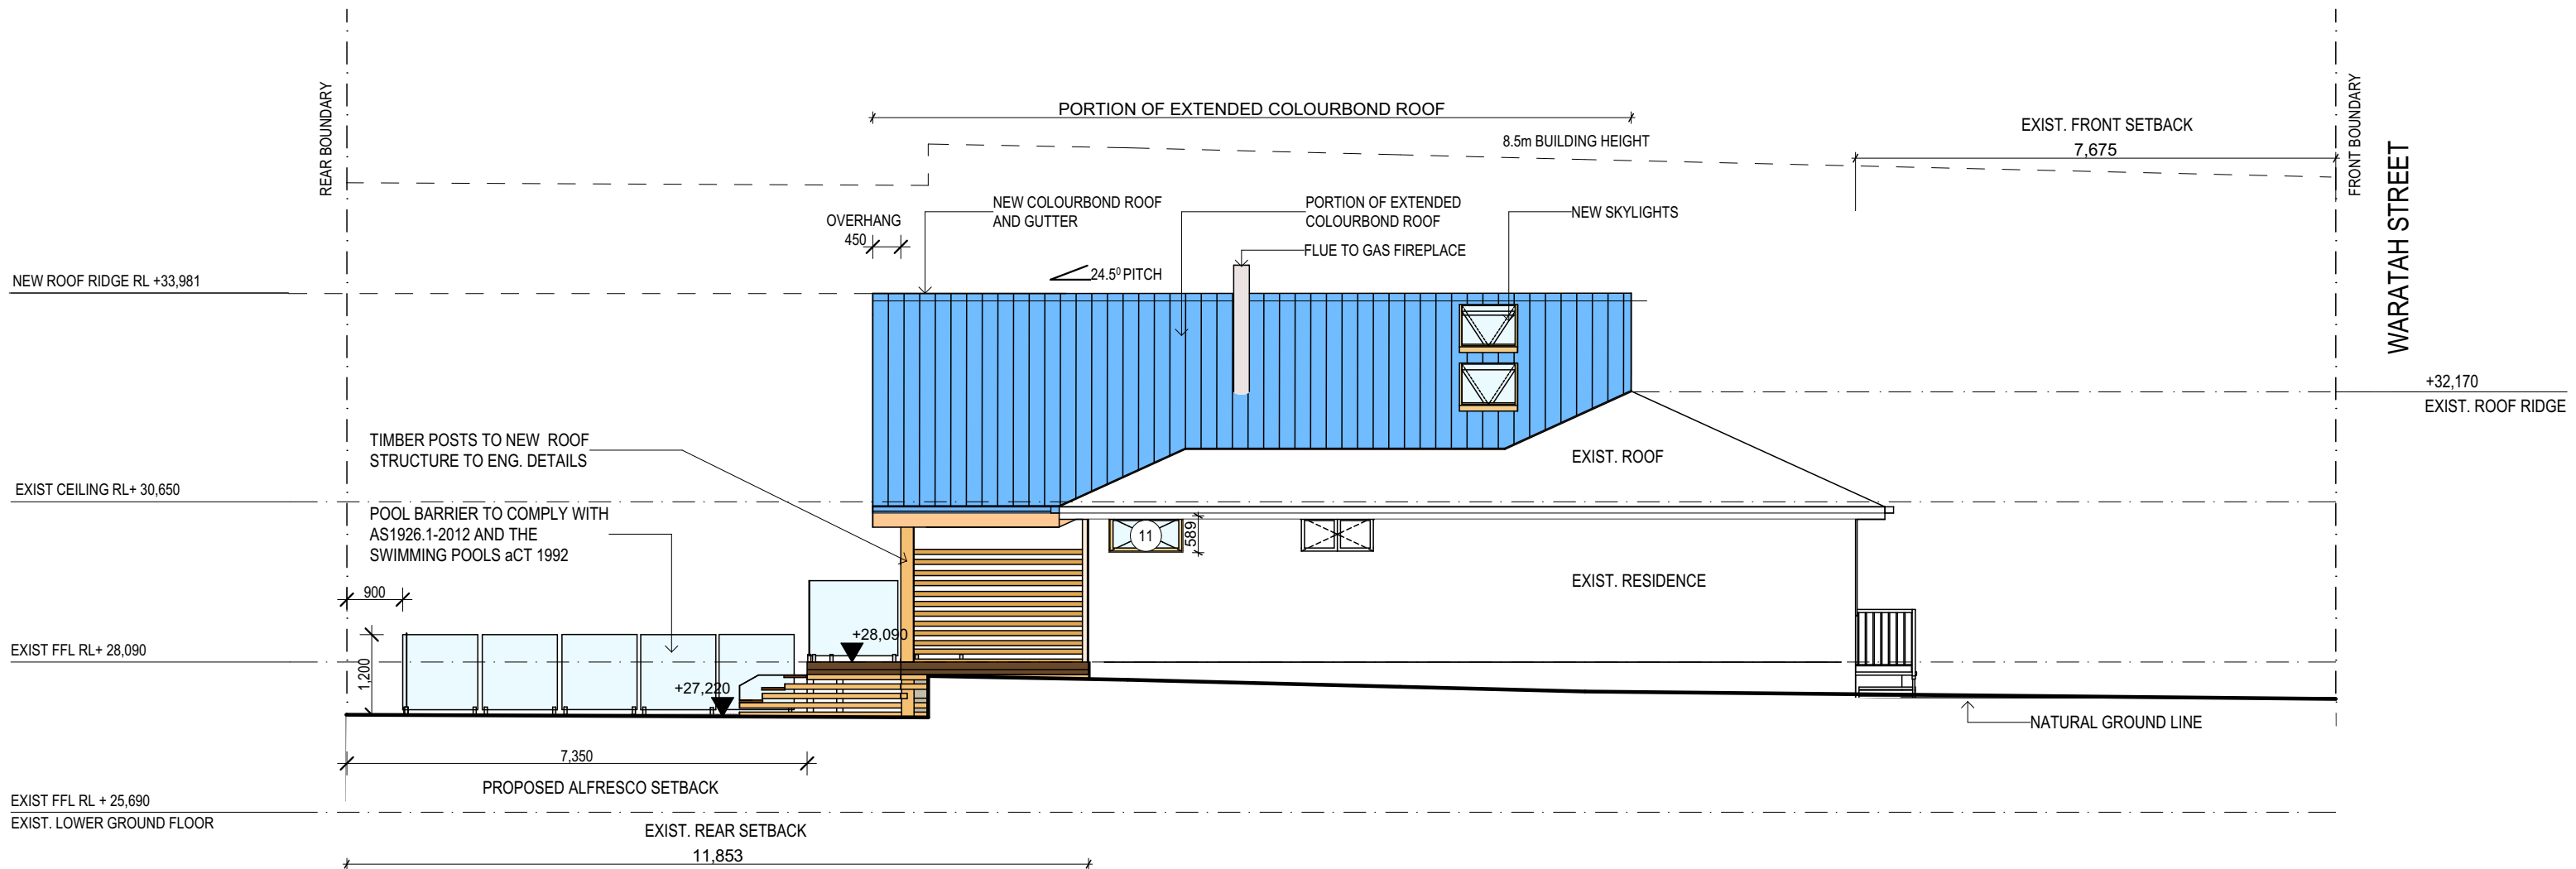 REAR BOUNDARY
PORTION OF EXTENDED COLOURBOND ROOF
8.5m BUILDING HEIGHT
EXIST. FRONT SETBACK
7,675
FRONT BOUNDARY
WARATAH STREET
OVERHANG
450
NEW COLOURBOND ROOF
AND GUTTER
PORTION OF EXTENDED
COLOURBOND ROOF
NEW SKYLIGHTS
FLUE TO GAS FIREPLACE
24.5⁰ PITCH
NEW ROOF RIDGE RL +33,981
+32,170
EXIST. ROOF RIDGE
TIMBER POSTS TO NEW ROOF
STRUCTURE TO ENG. DETAILS
EXIST. ROOF
EXIST CEILING RL+ 30,650
POOL BARRIER TO COMPLY WITH
AS1926.1-2012 AND THE
SWIMMING POOLS aCT 1992
11
589
EXIST. RESIDENCE
900
1,200
+28,090
EXIST FFL RL+ 28,090
+27,220
NATURAL GROUND LINE
7,350
PROPOSED ALFRESCO SETBACK
EXIST FFL RL + 25,690
EXIST. LOWER GROUND FLOOR
EXIST. REAR SETBACK
11,853